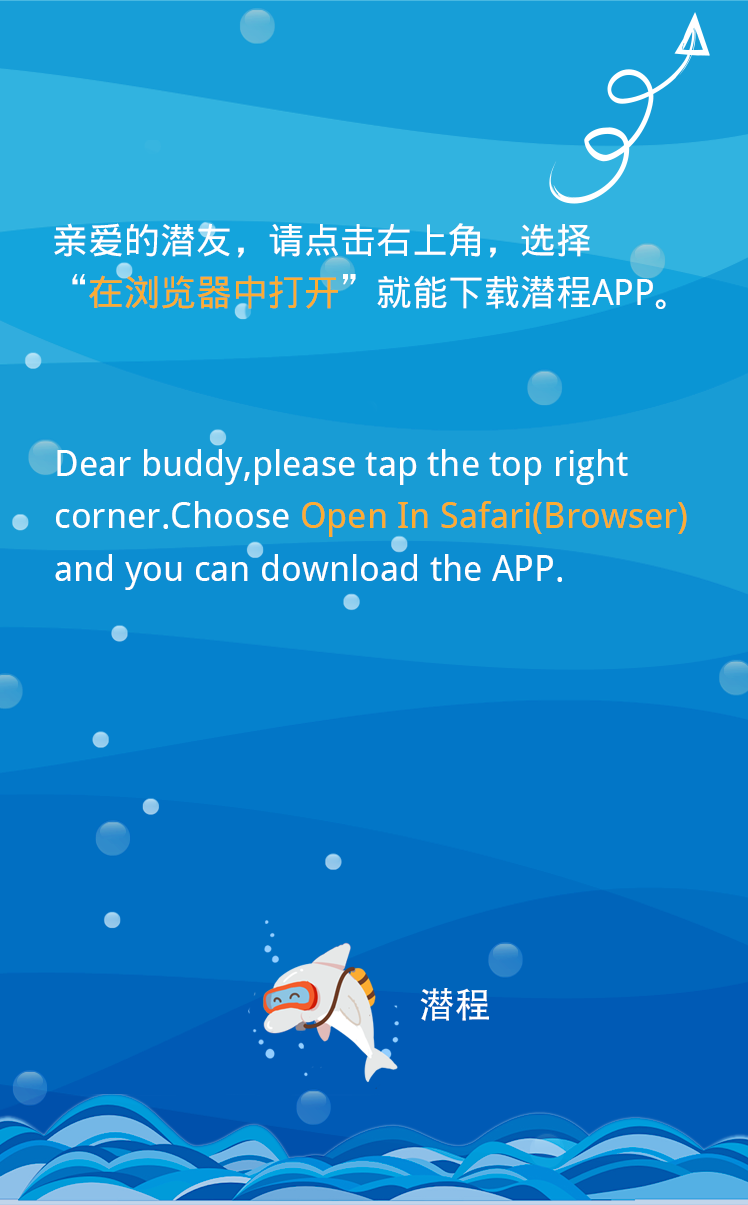 亲爱的潜友，请点击右上角，选择
“在浏览器中打开”就能下载潜程APP。
Dear buddy,please tap the top right
corner.Choose Open In Safari(Browser)
and you can download the APP.
潜程